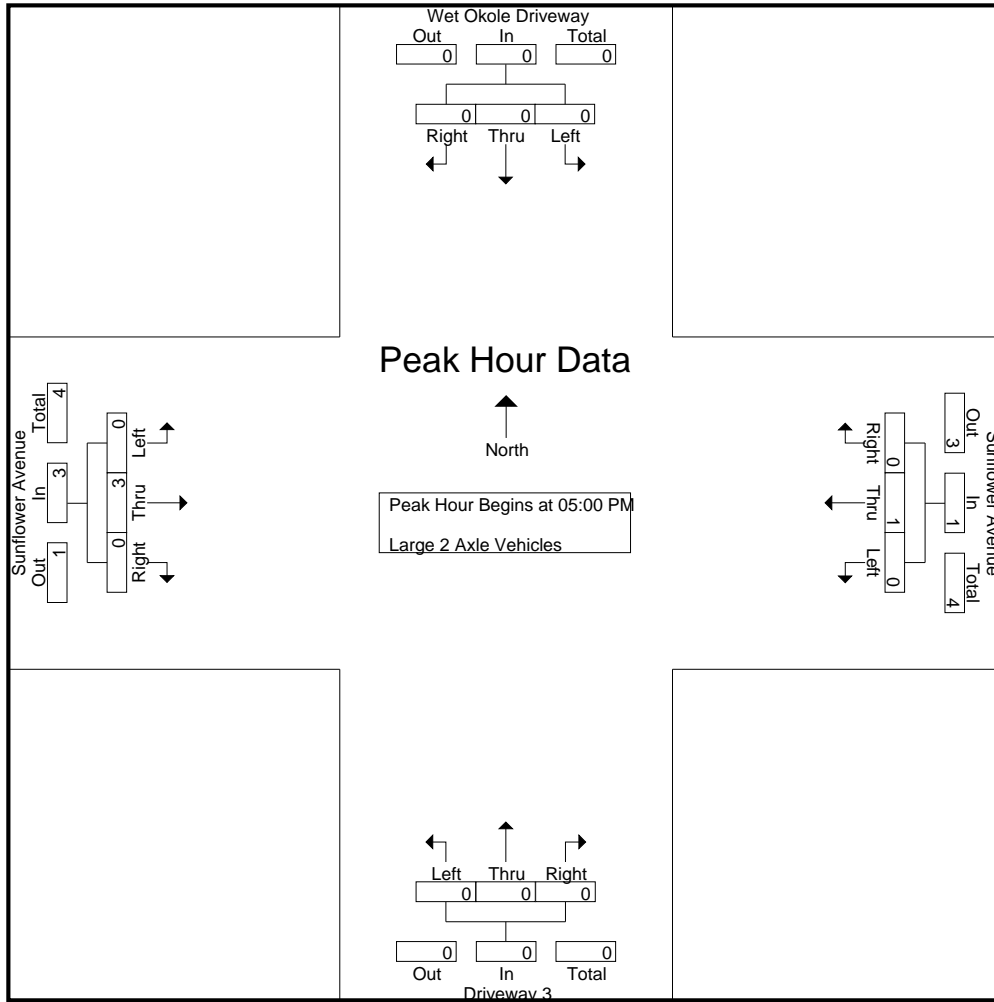 Wet Okole Driveway
Out In Total
0 0 0
0 0 0
Right Thru Left
Peak Hour Data
North
Peak Hour Begins at 05:00 PM
Large 2 Axle Vehicles
Sunflower Avenue
Total In Out
4 3 1
0 3 0
Left Thru Right
Sunflower Avenue
Out In Total
3 1 4
0 1 0
Right Thru Left
Left Thru Right
0 0 0
0 0 0
Out In Total
Driveway 3